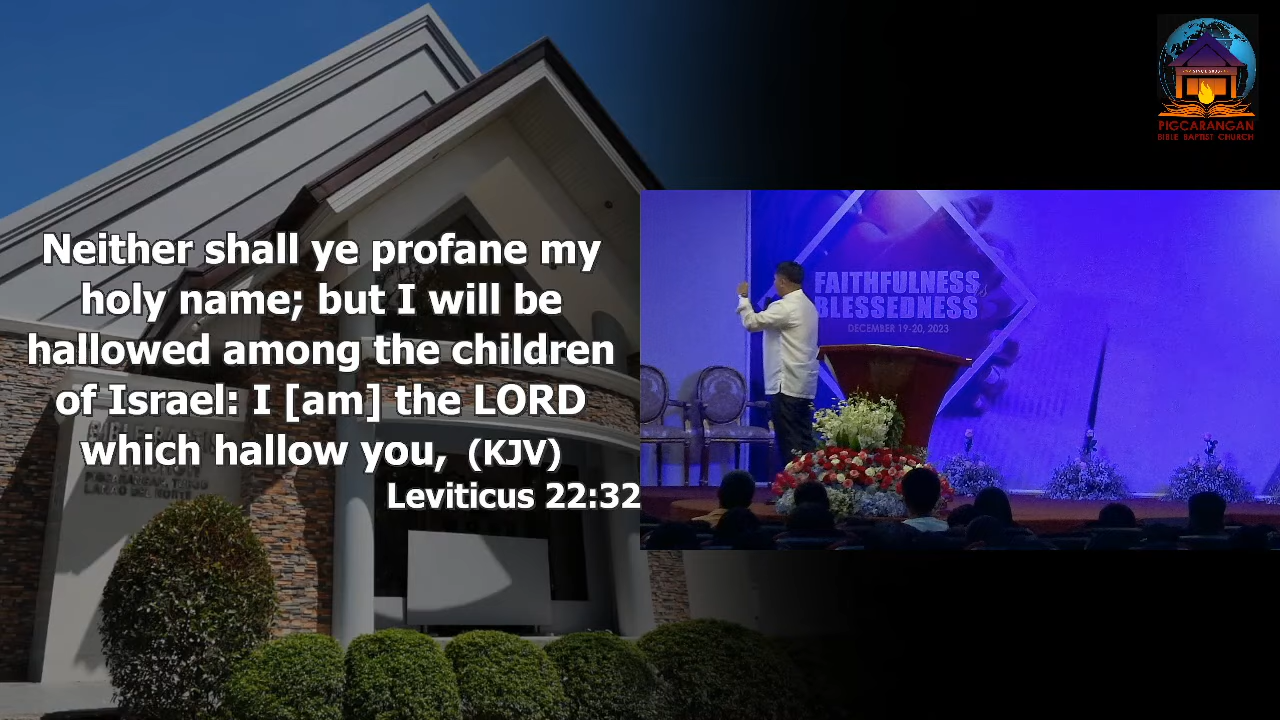 Neither shall ye profane my
holy name; but I will be
hallowed among the children
of Israel: I [am] the LORD
which hallow you, (KJV)
Leviticus 22:32
FAITHFULNESS
BLESSEDNESS
DECEMBER 19-20, 2023
PIGCARANGAN
BIBLE BAPTIST CHURCH